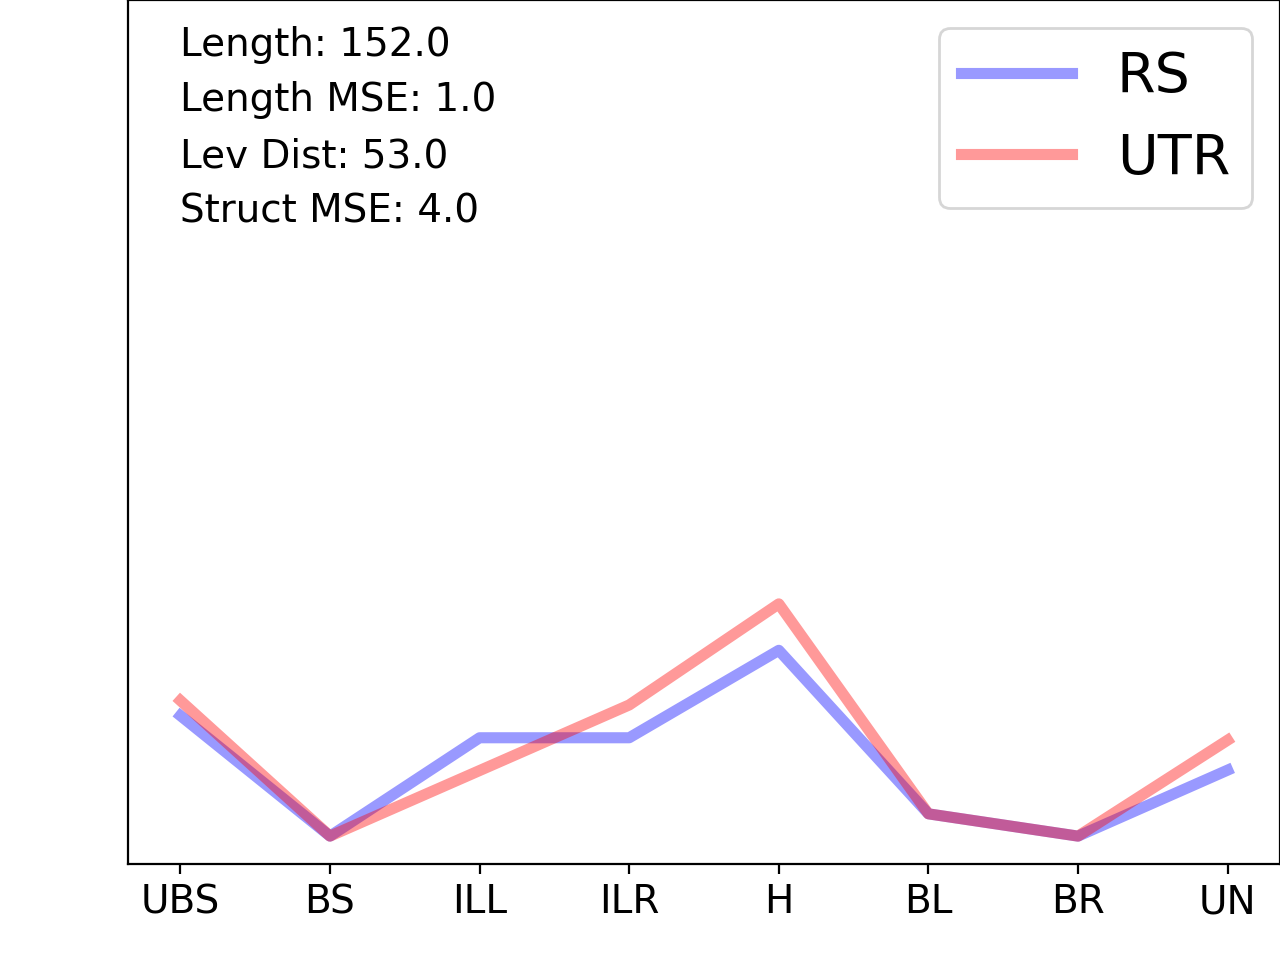 Length: 152.0
Length MSE: 1.0
Lev Dist: 53.0
Struct MSE: 4.0
RS
UTR
UBS BS ILL ILR H BL BR UN